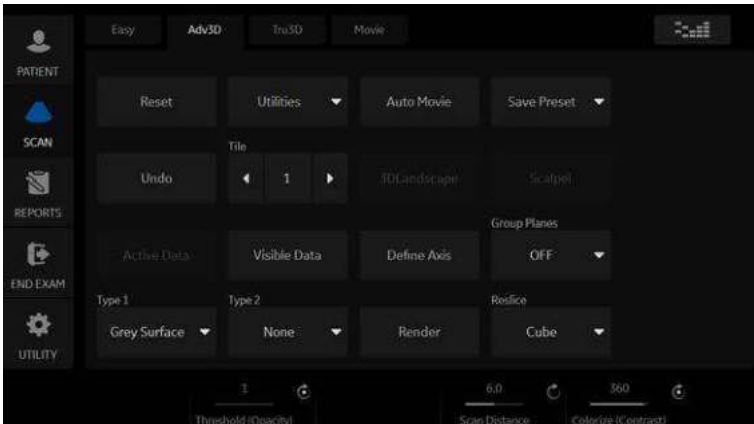 Easy
Adv3D
Tru3D
Movie
PATIENT
Reset
Utilities
Auto Movie
Save Preset
SCAN
Tile
Undo
1
3DLandscape
Scalpel
REPORTS
Group Planes
Active Data
Visible Data
Define Axis
OFF
END EXAM
Type 1
Type 2
Reslice
Grey Surface
None
Render
Cube
UTILITY
1
6.0
360
Threshold (Opacity)
Scan Distance
Colorize (Contrast)